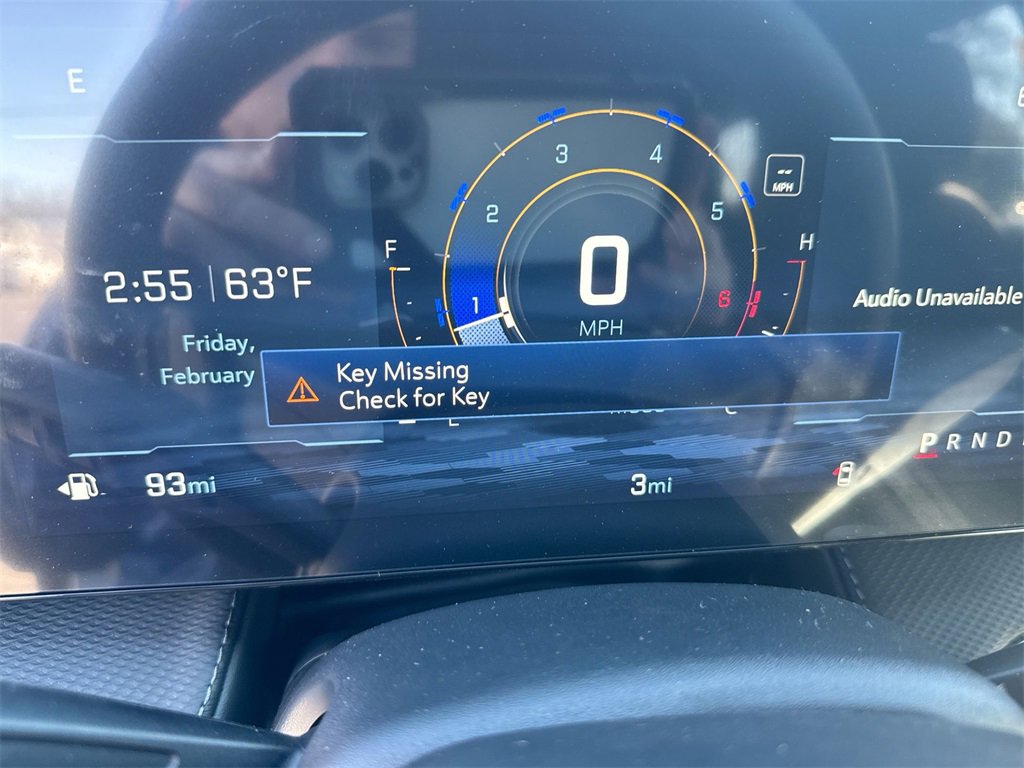 E
3 4
2 5
1 6
-- MPH
F H
0
MPH
2:55 63°F
Friday,
February
Audio Unavailable
Key Missing
Check for Key
93mi
3mi
PRND